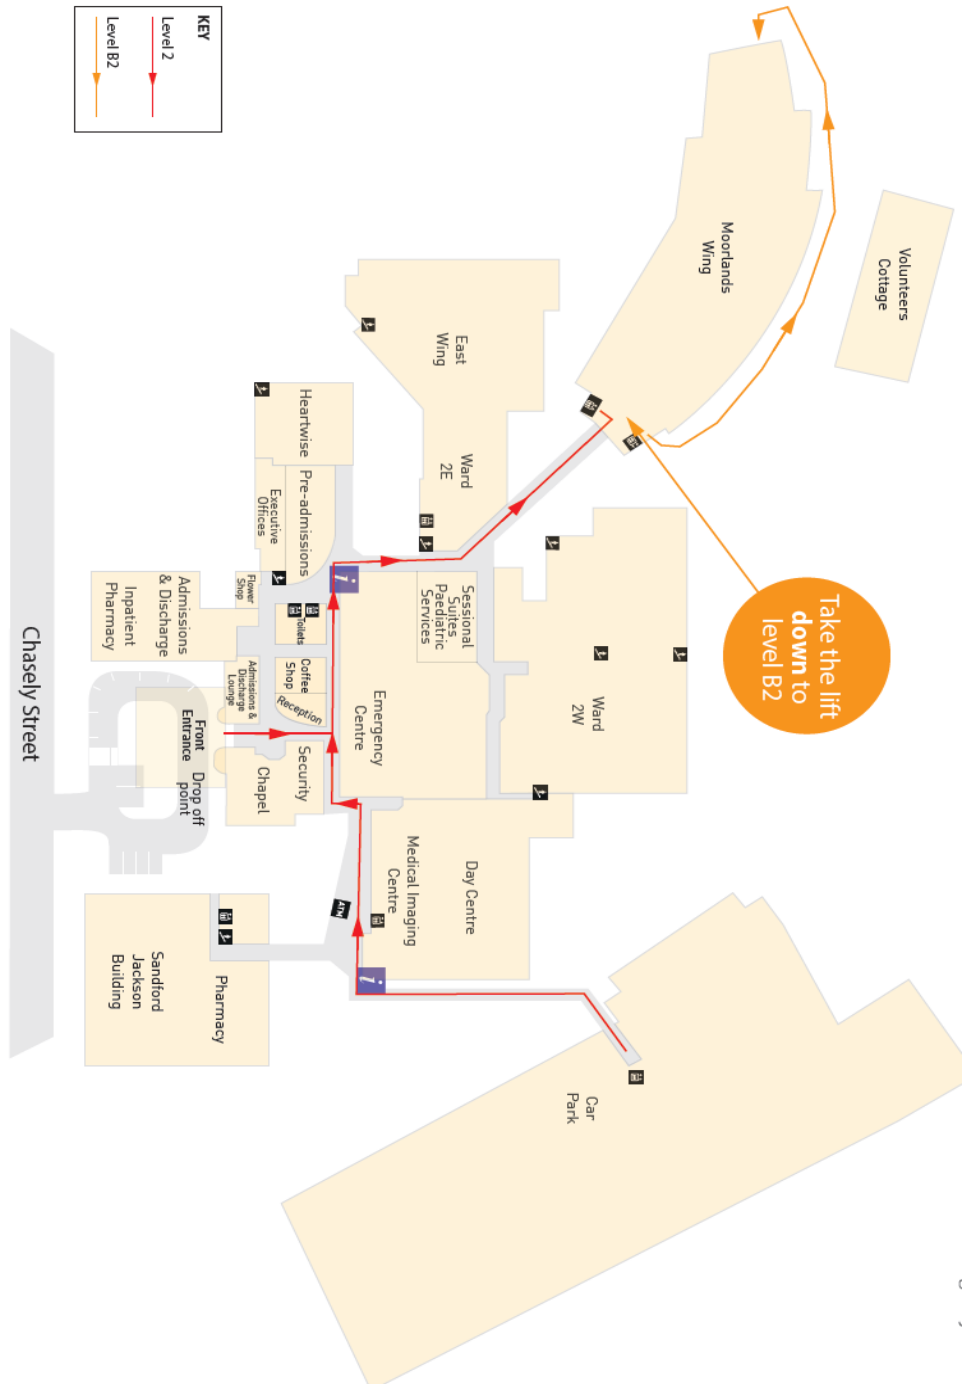 KEY
Level 2
Level B2
Volunteers
Cottage
Moorlands
Wing
East
Wing
Ward
2E
Heartwise
Pre-admissions
Executive
Offices
Take the lift
down to
level B2
Sessional
Suites
Paediatric
Services
i
Flower
Shop
Admissions
& Discharge
Inpatient
Pharmacy
Toilets
Coffee
Shop
Reception
Admissions &
Discharge
Lounge
Emergency
Centre
Ward
2W
Front
Entrance
Drop off
point
Security
Chapel
Chasely Street
Day Centre
Medical Imaging
Centre
ATM
i
Pharmacy
Sandford
Jackson
Building
Car
Park